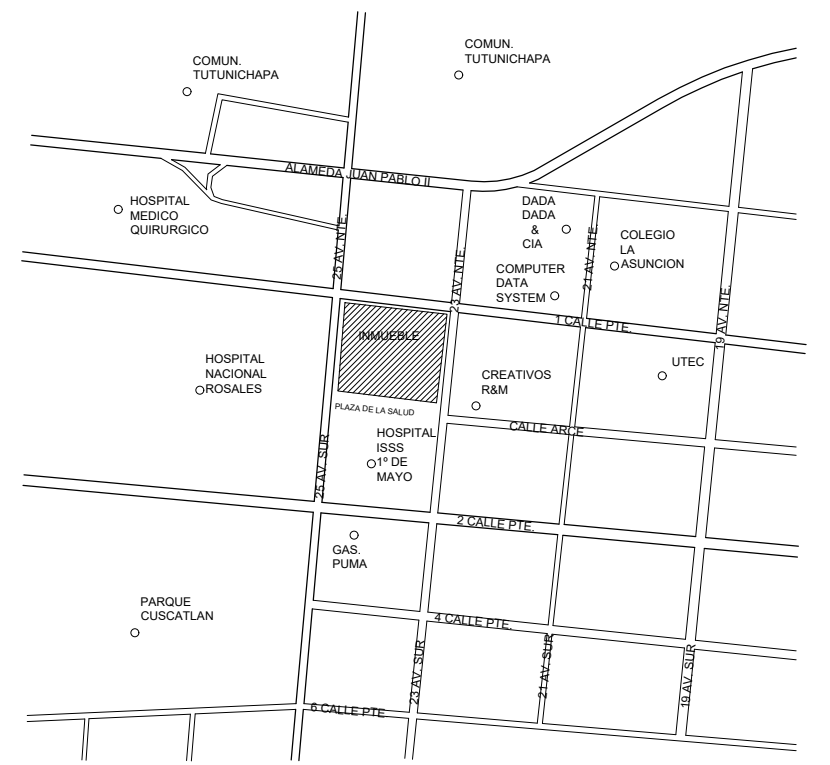 COMUN.
TUTUNICHAPA
COMUN.
TUTUNICHAPA
ALAMEDA JUAN PABLO II
HOSPITAL
MEDICO
QUIRURGICO
DADA
DADA
&
CIA
COLEGIO
LA
ASUNCION
25 AV. NTE.
23 AV. NTE.
21 AV. NTE.
19 AV. NTE.
COMPUTER
DATA
SYSTEM
1 CALLE PTE.
INMUEBLE
HOSPITAL
NACIONAL
ROSALES
CREATIVOS
R&M
UTEC
PLAZA DE LA SALUD
CALLE ARCE
HOSPITAL
ISSS
1º DE
MAYO
25 AV. SUR
2 CALLE PTE.
GAS.
PUMA
PARQUE
CUSCATLAN
4 CALLE PTE.
23 AV. SUR
21 AV. SUR
19 AV. SUR
6 CALLE PTE